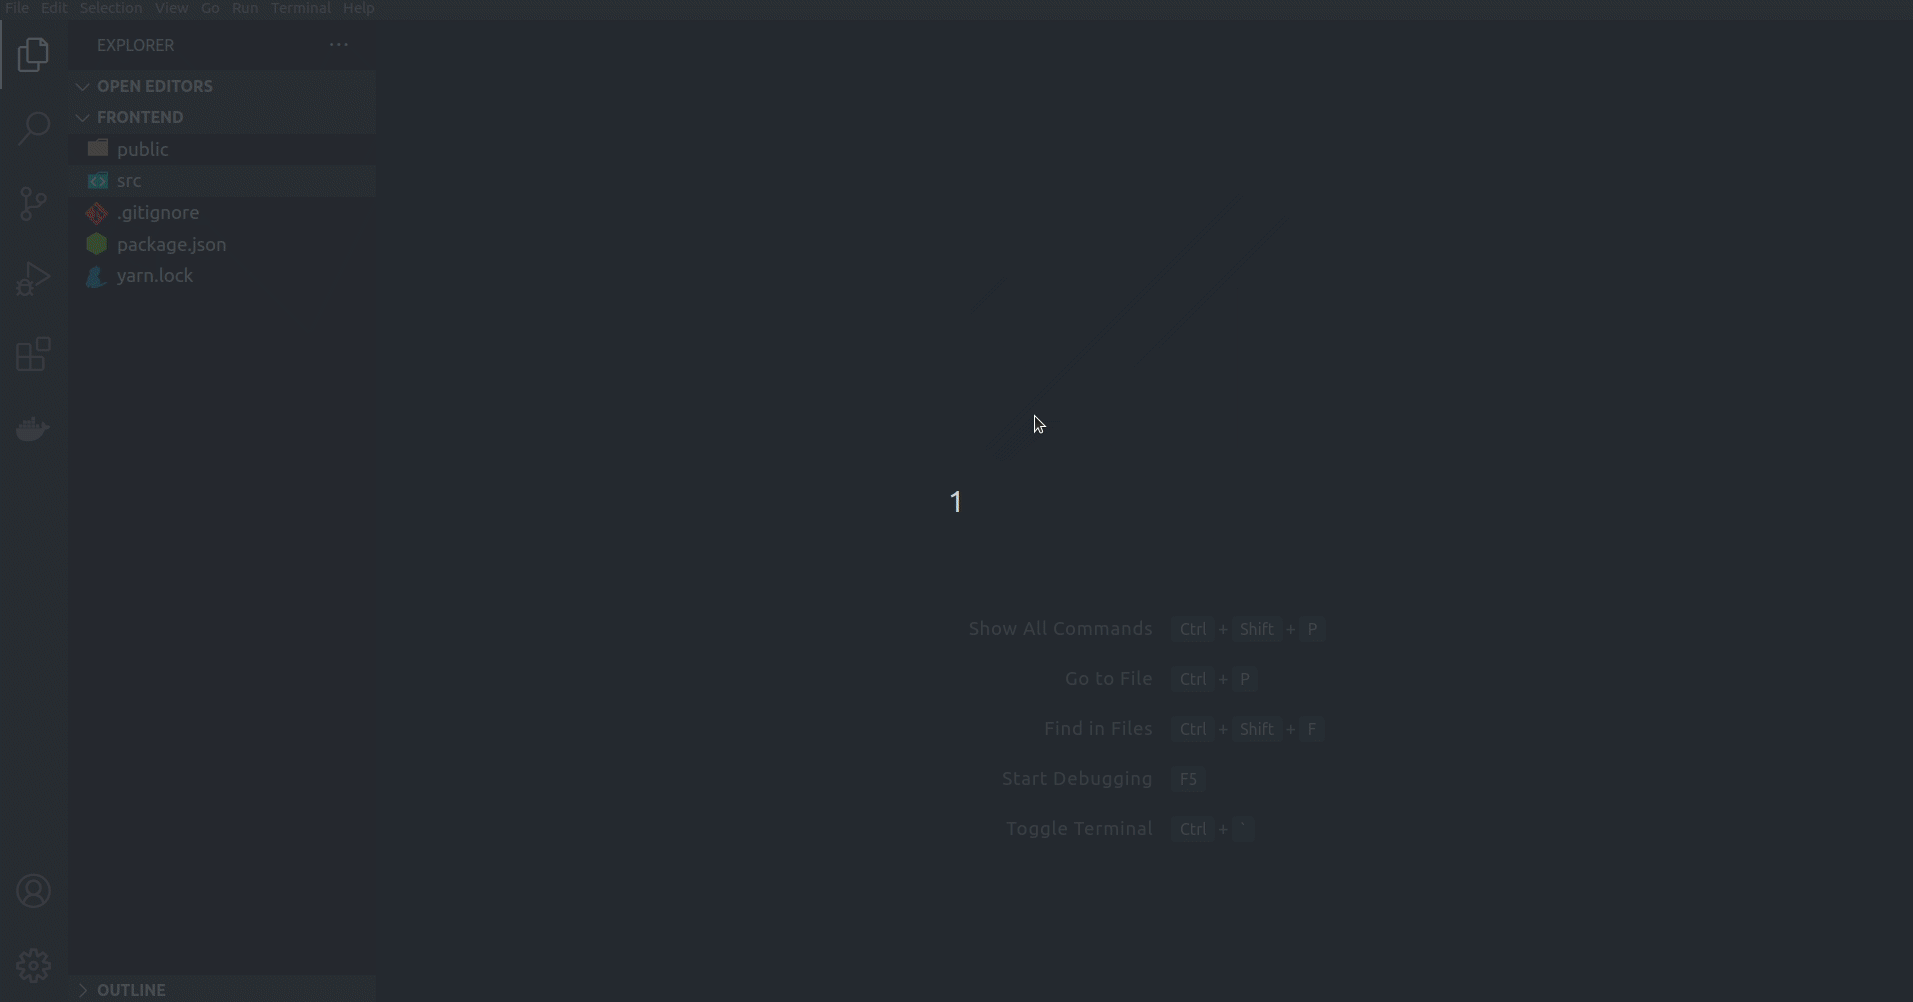 File Edit Selection View Go Run Terminal Help
EXPLORER ···
OPEN EDITORS
FRONTEND
public
src
.gitignore
package.json
yarn.lock
1
Show All Commands Ctrl + Shift + P
Go to File Ctrl + P
Find in Files Ctrl + Shift + F
Start Debugging F5
Toggle Terminal Ctrl + `
OUTLINE